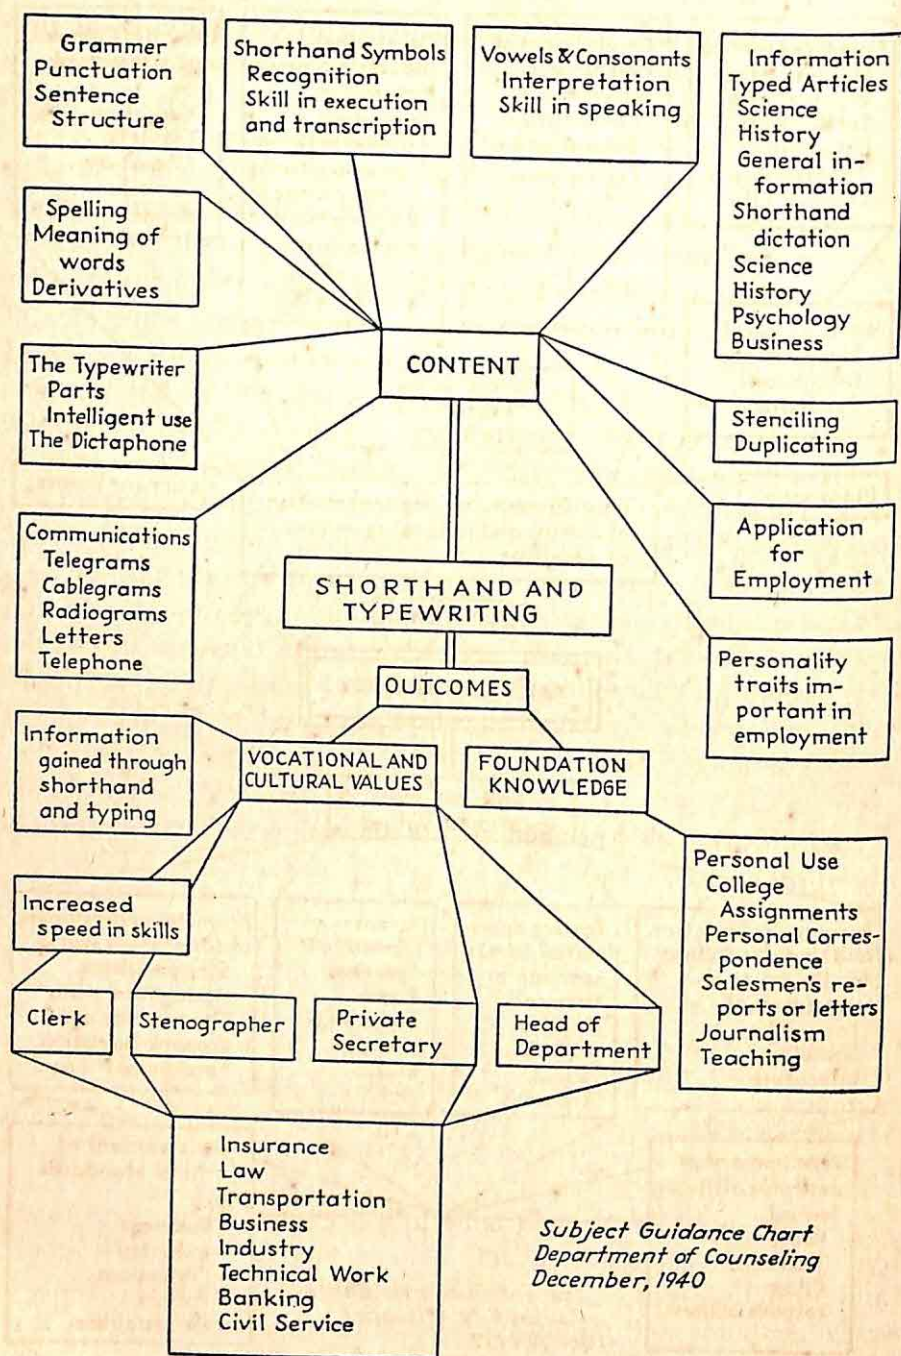 Grammer
Punctuation
Sentence
Structure
Shorthand Symbols
Recognition
Skill in execution
and transcription
Vowels & Consonants
Interpretation
Skill in speaking
Information
Typed Articles
Science
History
General in-
formation
Shorthand
dictation
Science
History
Psychology
Business
Spelling
Meaning of
words
Derivatives
The Typewriter
Parts
Intelligent use
The Dictaphone
CONTENT
Stenciling
Duplicating
Communications
Telegrams
Cablegrams
Radiograms
Letters
Telephone
Application
for
Employment
SHORTHAND AND
TYPEWRITING
Personality
traits im-
portant in
employment
OUTCOMES
Information
gained through
shorthand
and typing
VOCATIONAL AND
CULTURAL VALUES
FOUNDATION
KNOWLEDGE
Increased
speed in skills
Personal Use
College
Assignments
Personal Corres-
pondence
Salesmen's re-
ports or letters
Journalism
Teaching
Clerk
Stenographer
Private
Secretary
Head of
Department
Insurance
Law
Transportation
Business
Industry
Technical Work
Banking
Civil Service
Subject Guidance Chart
Department of Counseling
December, 1940